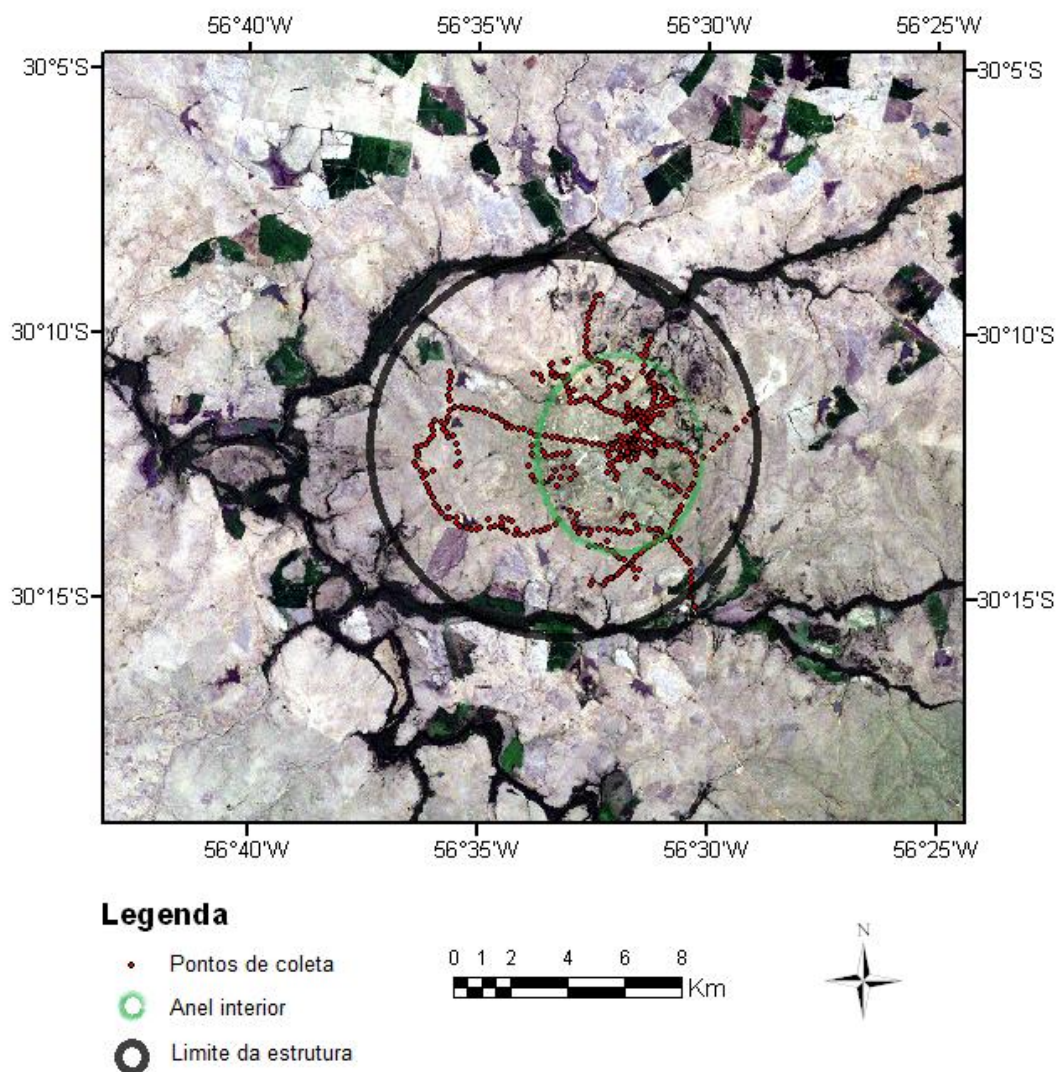 56°40'W 56°35'W 56°30'W 56°25'W
30°5'S 30°5'S
30°10'S 30°10'S
30°15'S 30°15'S
56°40'W 56°35'W 56°30'W 56°25'W
Legenda
Pontos de coleta
Anel interior
Limite da estrutura
0 1 2 4 6 8
Km
N